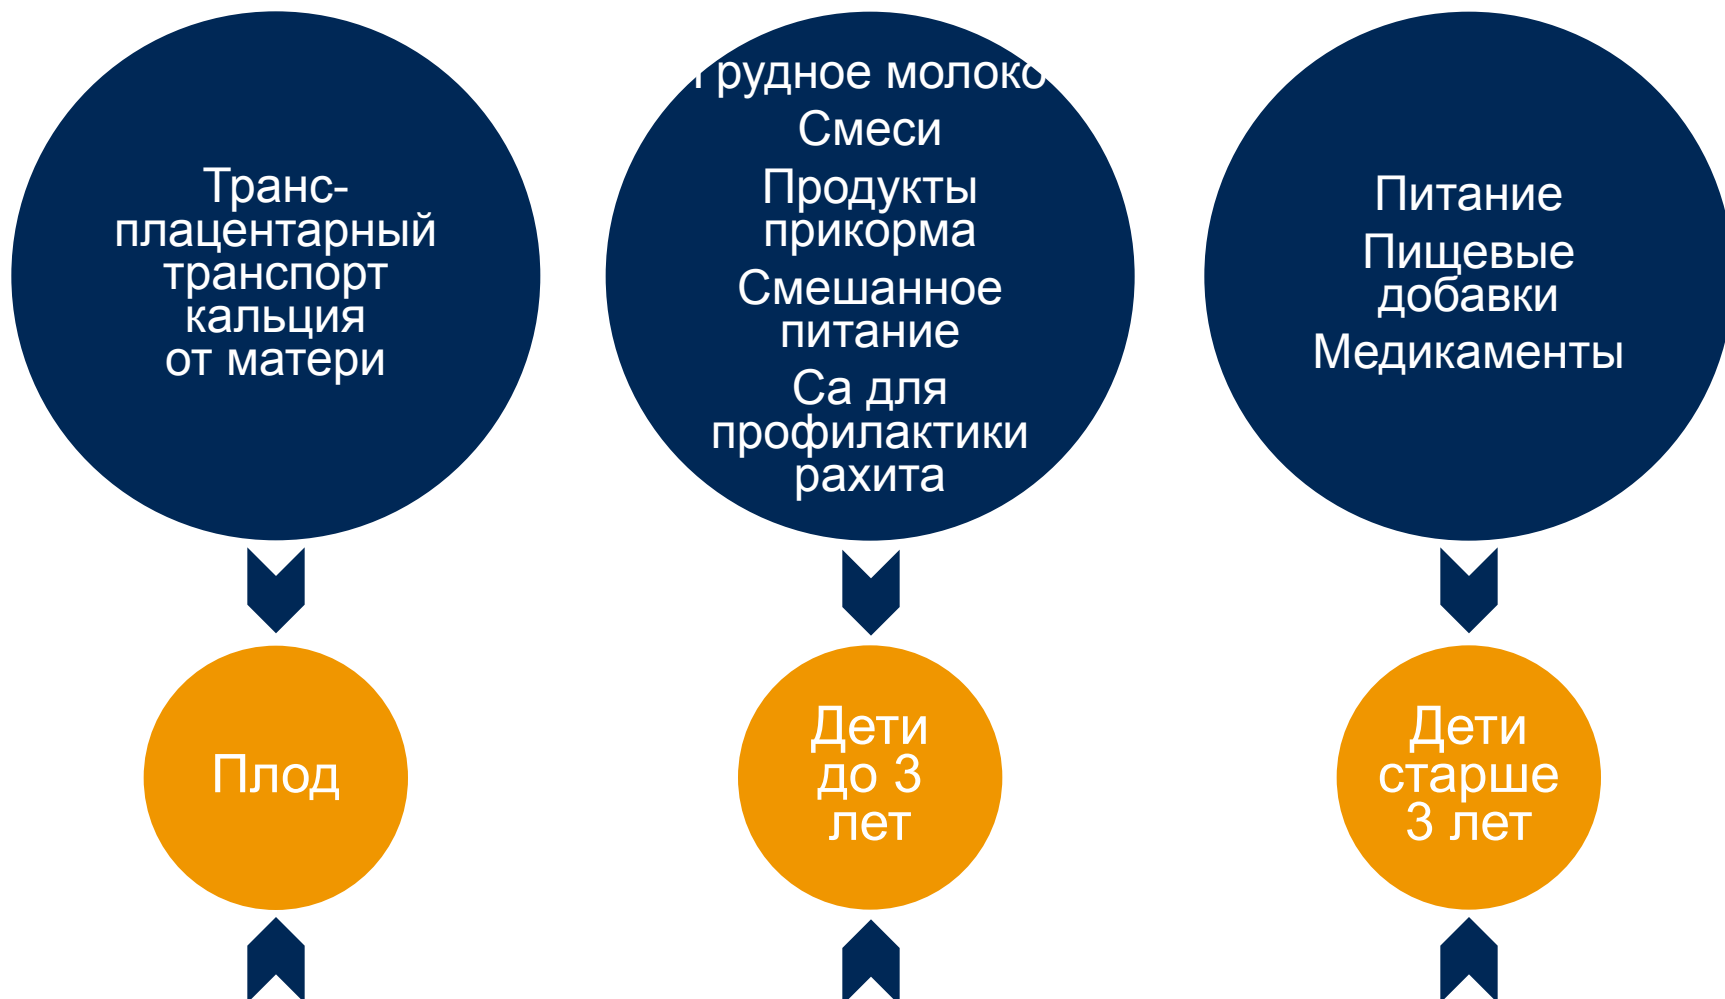 Транс-
плацентарный
транспорт
кальция
от матери
Грудное молоко
Смеси
Продукты
прикорма
Смешанное
питание
Са для
профилактики
рахита
Питание
Пищевые
добавки
Медикаменты
Плод
Дети
до 3
лет
Дети
старше
3 лет